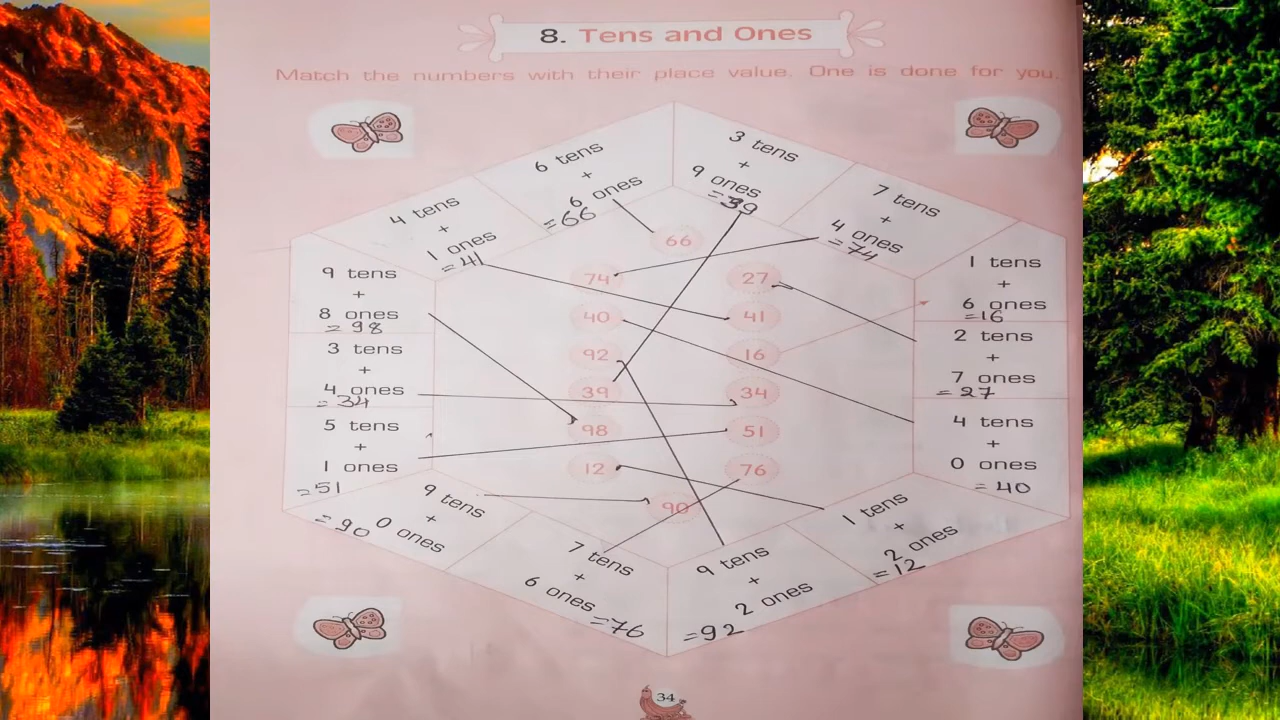 8. Tens and Ones
Match the numbers with their place value. One is done for you.
6 tens
+
6 ones
=66
3 tens
+
9 ones
=39
4 tens
+
1 ones
=41
7 tens
+
4 ones
=74
9 tens
+
8 ones
=98
1 tens
+
6 ones
=16
3 tens
+
4 ones
=34
2 tens
+
7 ones
=27
5 tens
+
1 ones
=51
4 tens
+
0 ones
=40
9 tens
+
0 ones
=90
7 tens
+
6 ones
=76
9 tens
+
2 ones
=92
1 tens
+
2 ones
=12
66
74 27
40 41
92 16
39 34
98 51
12 76
90
34